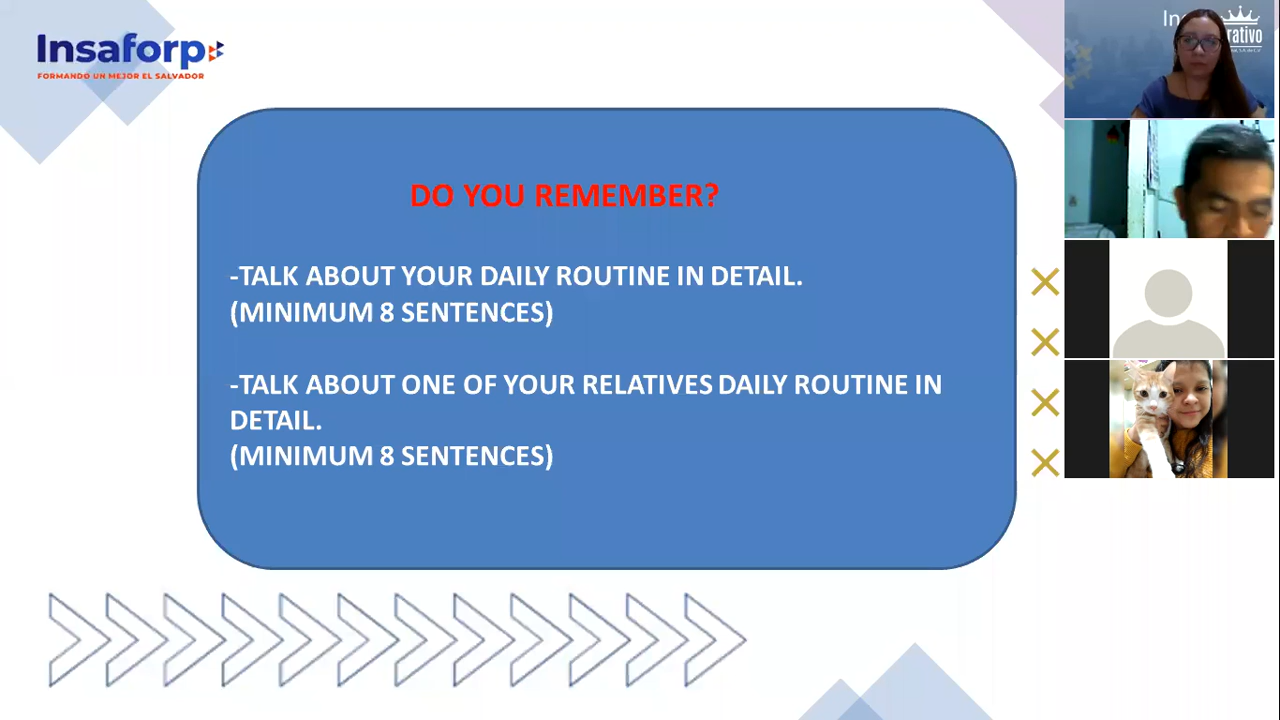 Insaforp
FORMANDO UN MEJOR EL SALVADOR
DO YOU REMEMBER?
-TALK ABOUT YOUR DAILY ROUTINE IN DETAIL.
(MINIMUM 8 SENTENCES)
-TALK ABOUT ONE OF YOUR RELATIVES DAILY ROUTINE IN
DETAIL.
(MINIMUM 8 SENTENCES)